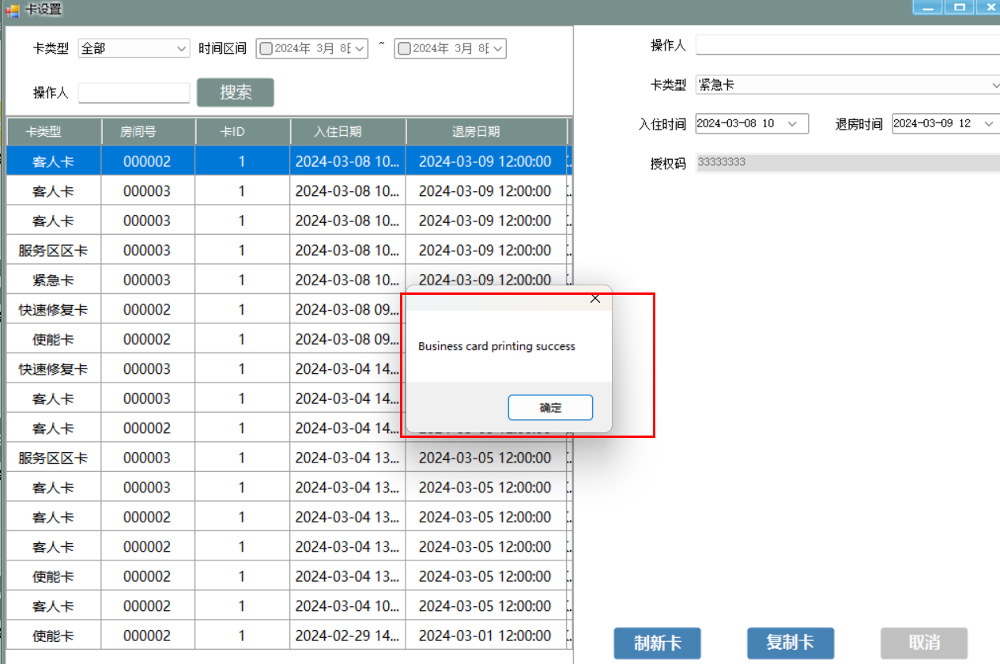 卡设置
卡类型 全部 时间区间 2024年 3月 8日 ~ 2024年 3月 8日
操作人 搜索
操作人
卡类型 紧急卡
入住时间 2024-03-08 10 退房时间 2024-03-09 12
授权码 33333333
卡类型 房间号 卡ID 入住日期 退房日期
客人卡 000002 1 2024-03-08 10... 2024-03-09 12:00:00
客人卡 000003 1 2024-03-08 10... 2024-03-09 12:00:00
客人卡 000003 1 2024-03-08 10... 2024-03-09 12:00:00
服务区区卡 000003 1 2024-03-08 10... 2024-03-09 12:00:00
紧急卡 000003 1 2024-03-08 10... 2024-03-09 12:00:00
快速修复卡 000002 1 2024-03-08 09...
使能卡 000002 1 2024-03-08 09...
快速修复卡 000003 1 2024-03-04 14...
客人卡 000003 1 2024-03-04 14...
客人卡 000002 1 2024-03-04 14...
服务区区卡 000003 1 2024-03-04 13... 2024-03-05 12:00:00
客人卡 000003 1 2024-03-04 13... 2024-03-05 12:00:00
客人卡 000002 1 2024-03-04 13... 2024-03-05 12:00:00
客人卡 000002 1 2024-03-04 13... 2024-03-05 12:00:00
使能卡 000002 1 2024-03-04 13... 2024-03-05 12:00:00
客人卡 000002 1 2024-03-04 10... 2024-03-05 12:00:00
使能卡 000002 1 2024-02-29 14... 2024-03-01 12:00:00
Business card printing success
确定
制新卡 复制卡 取消